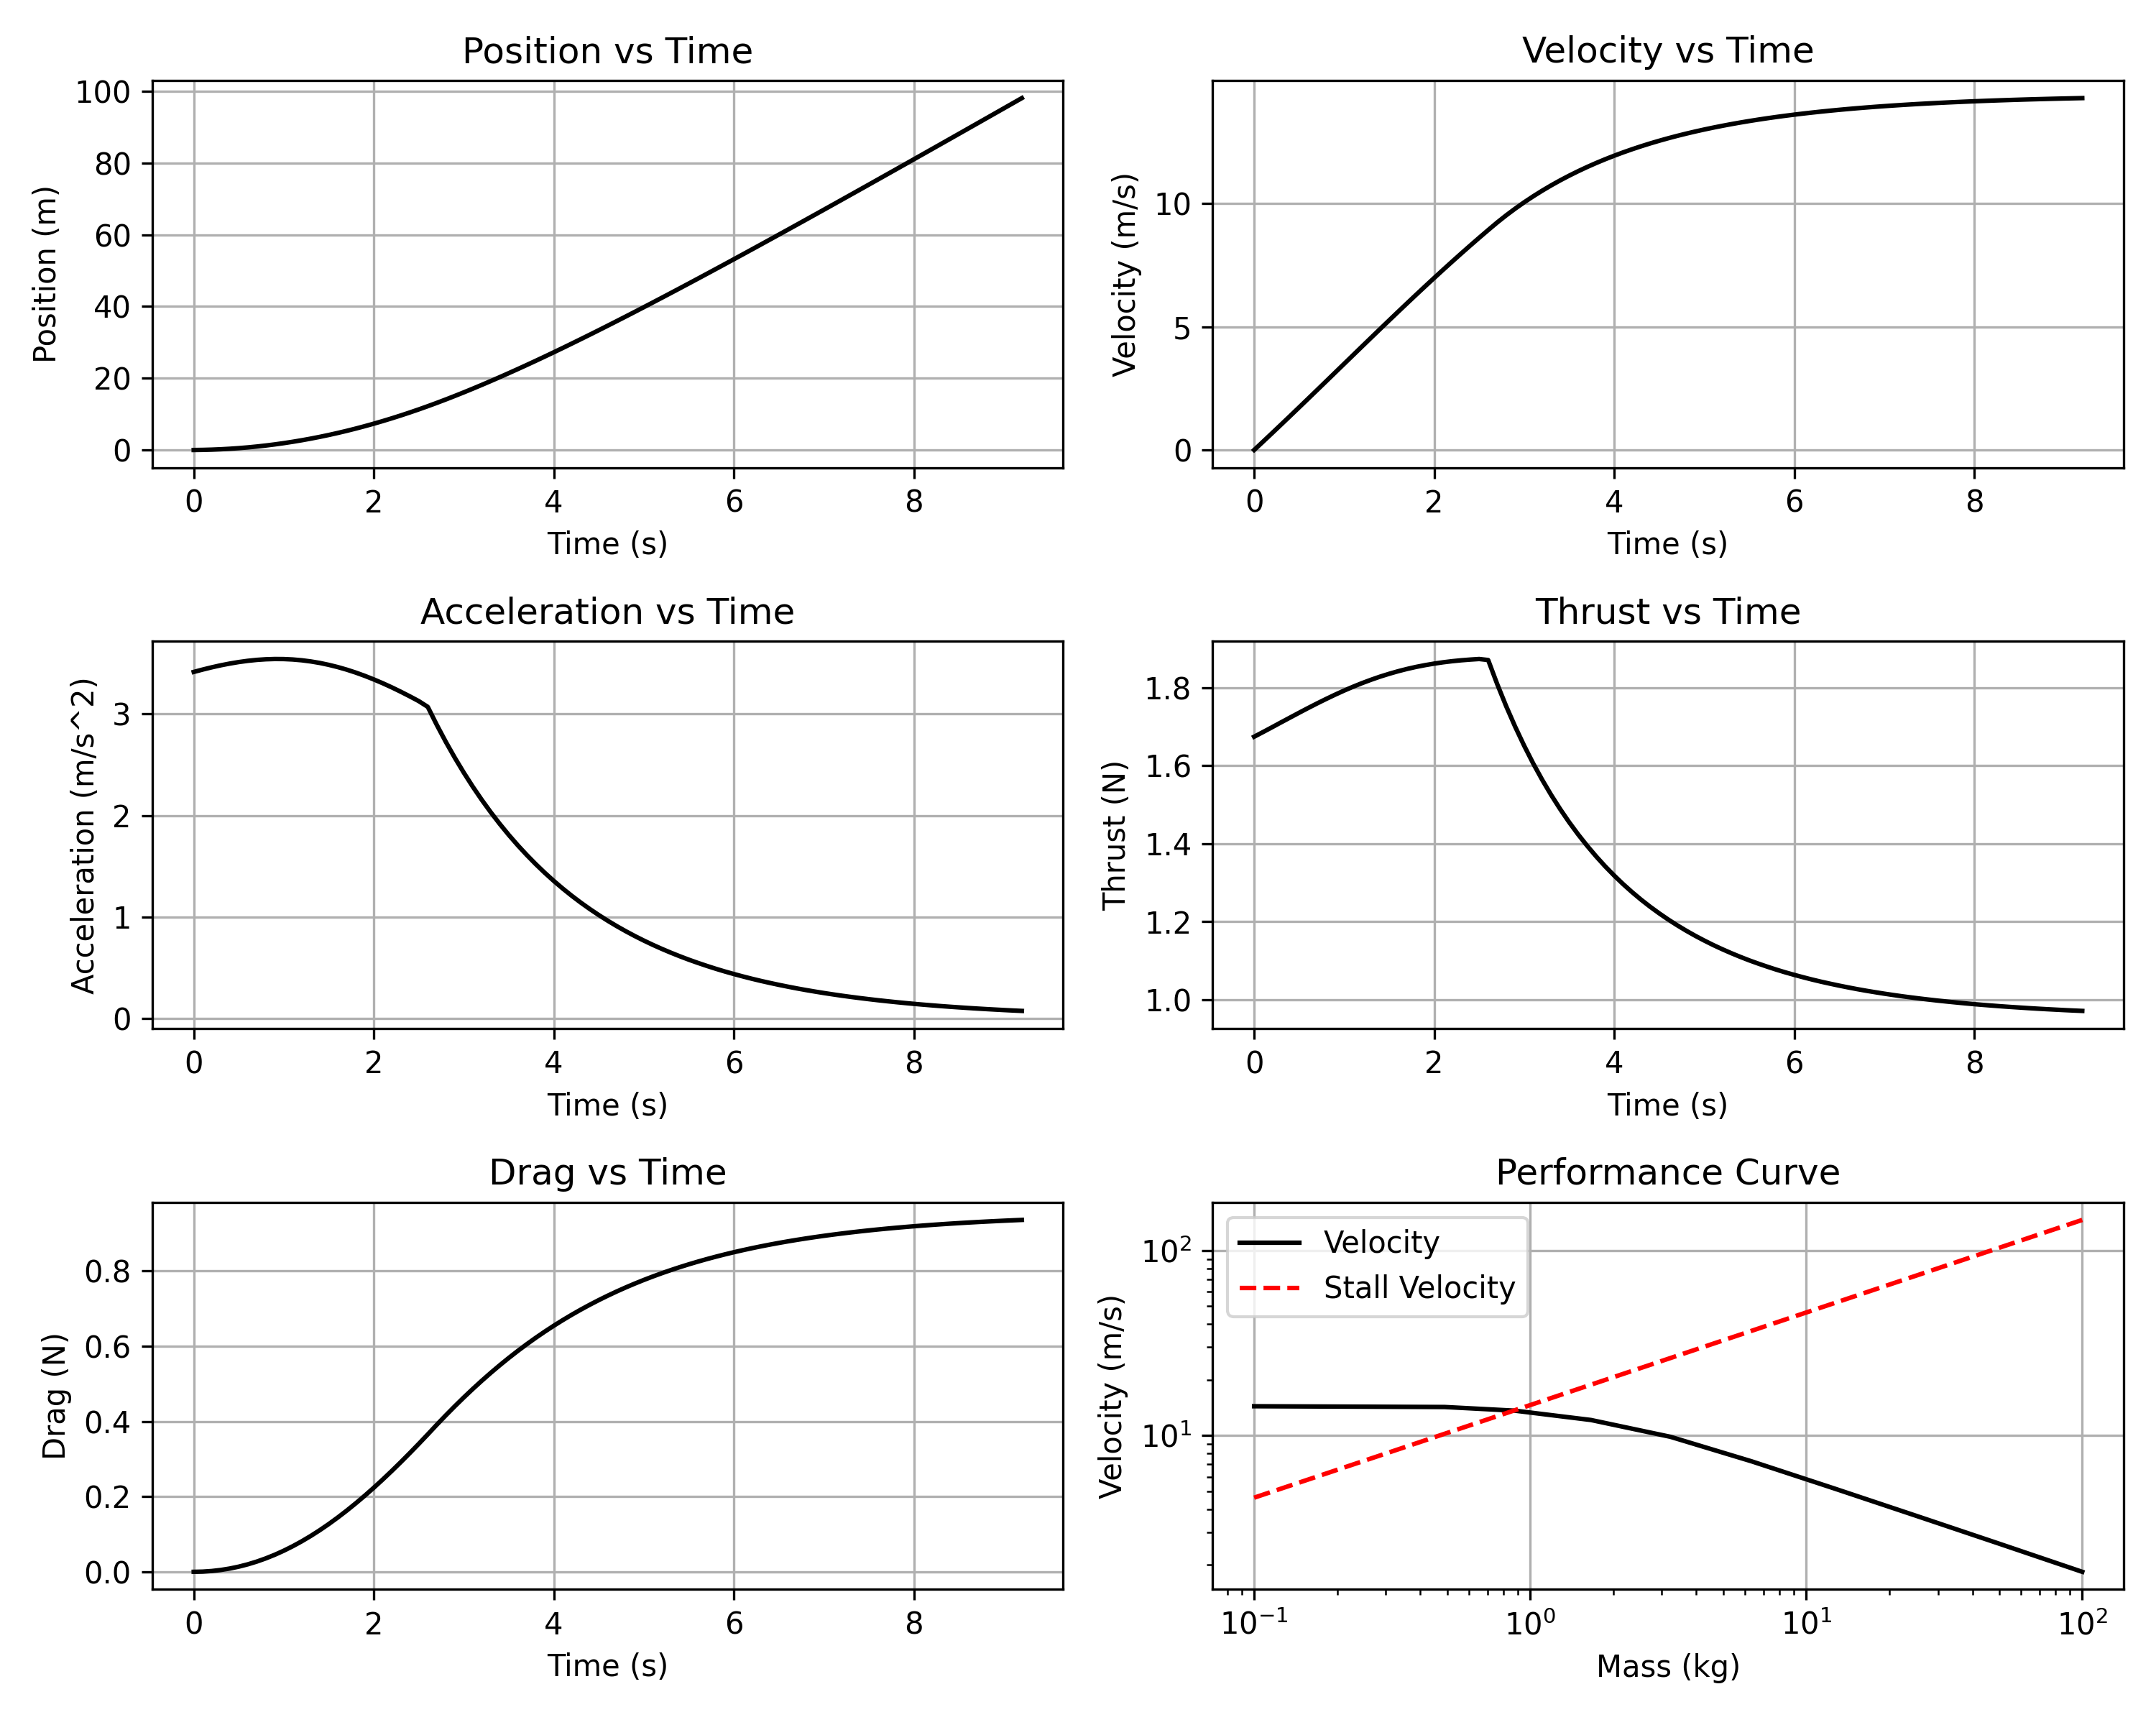 Position vs Time
Position (m)
100
80
60
40
20
0
0 2 4 6 8
Time (s)
Velocity vs Time
Velocity (m/s)
10
5
0
0 2 4 6 8
Time (s)
Acceleration vs Time
Acceleration (m/s^2)
3
2
1
0
0 2 4 6 8
Time (s)
Thrust vs Time
Thrust (N)
1.8
1.6
1.4
1.2
1.0
0 2 4 6 8
Time (s)
Drag vs Time
Drag (N)
0.8
0.6
0.4
0.2
0.0
0 2 4 6 8
Time (s)
Performance Curve
Velocity
Stall Velocity
Velocity (m/s)
10²
10¹
10⁻¹ 10⁰ 10¹ 10²
Mass (kg)